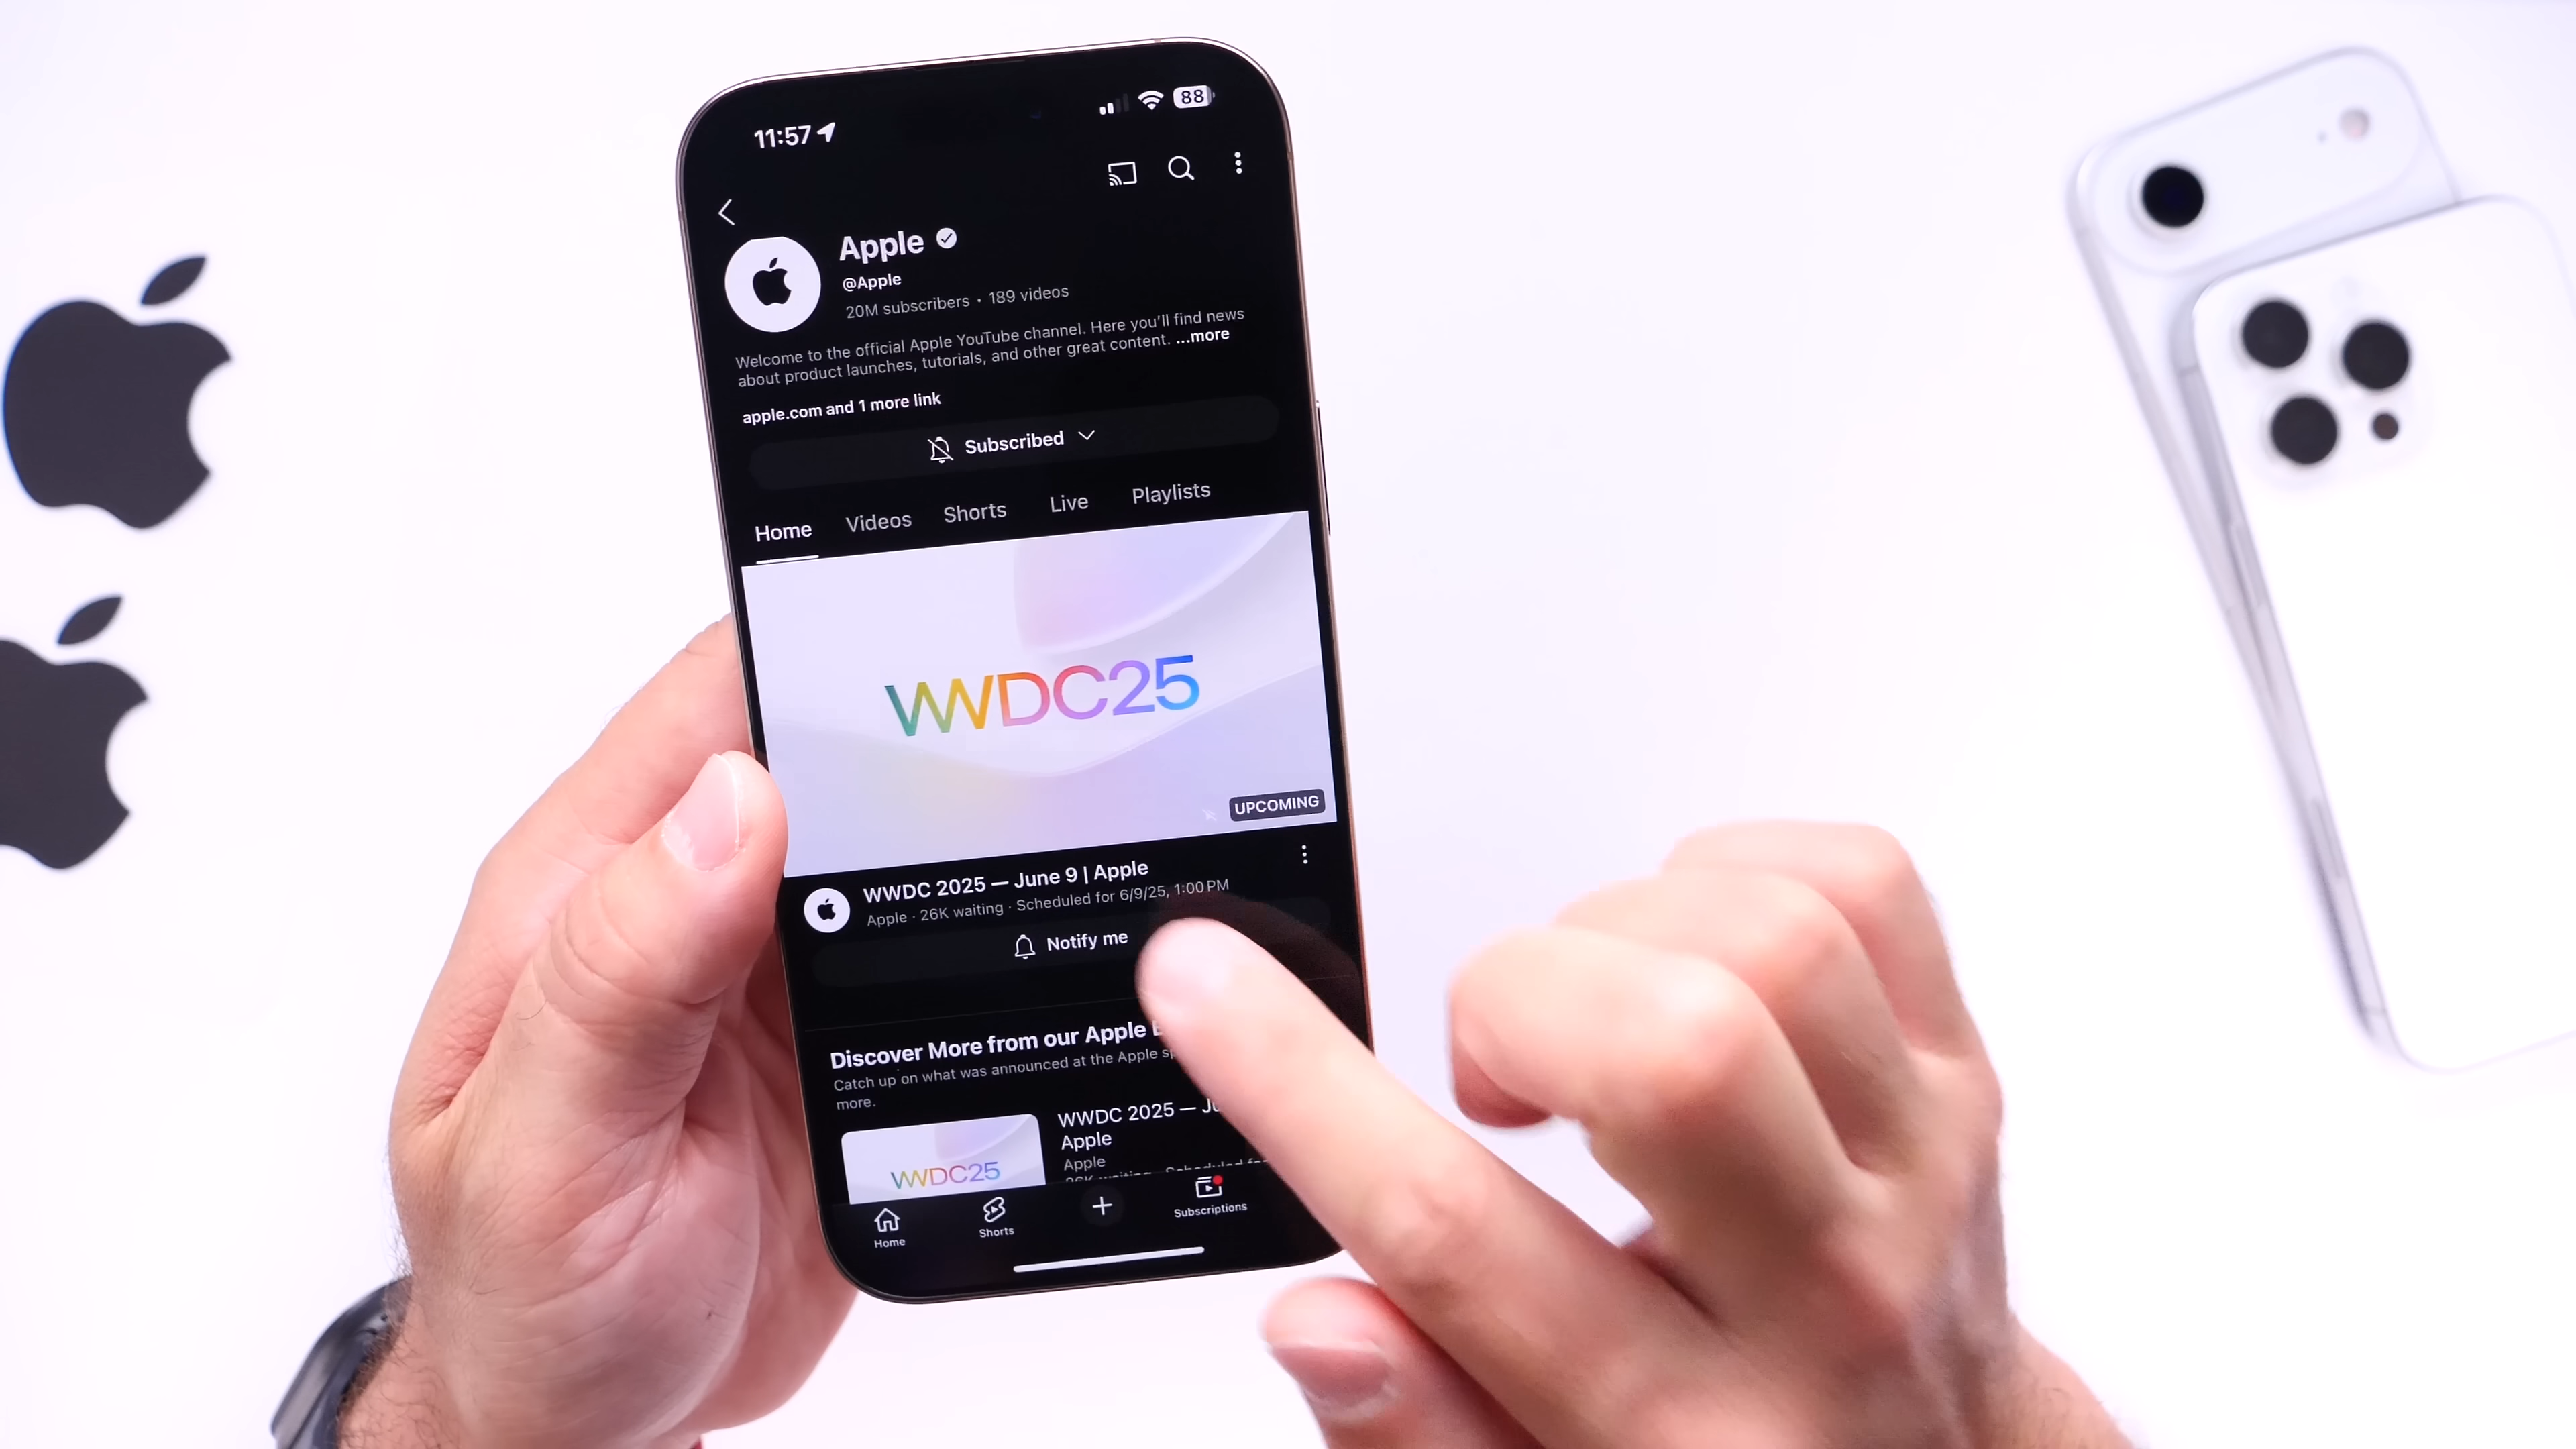 11:57
88
Apple
@Apple
20M subscribers • 189 videos
Welcome to the official Apple YouTube channel. Here you'll find news
about product launches, tutorials, and other great content. ...more
apple.com and 1 more link
Subscribed
Home Videos Shorts Live Playlists
WWDC25
UPCOMING
WWDC 2025 — June 9 | Apple
Apple · 26K waiting · Scheduled for 6/9/25, 1:00 PM
Notify me
Discover More from our Apple
Catch up on what was announced at the Apple
more.
WWDC 2025 —
Apple
Apple
WWDC25
Home Shorts Subscriptions